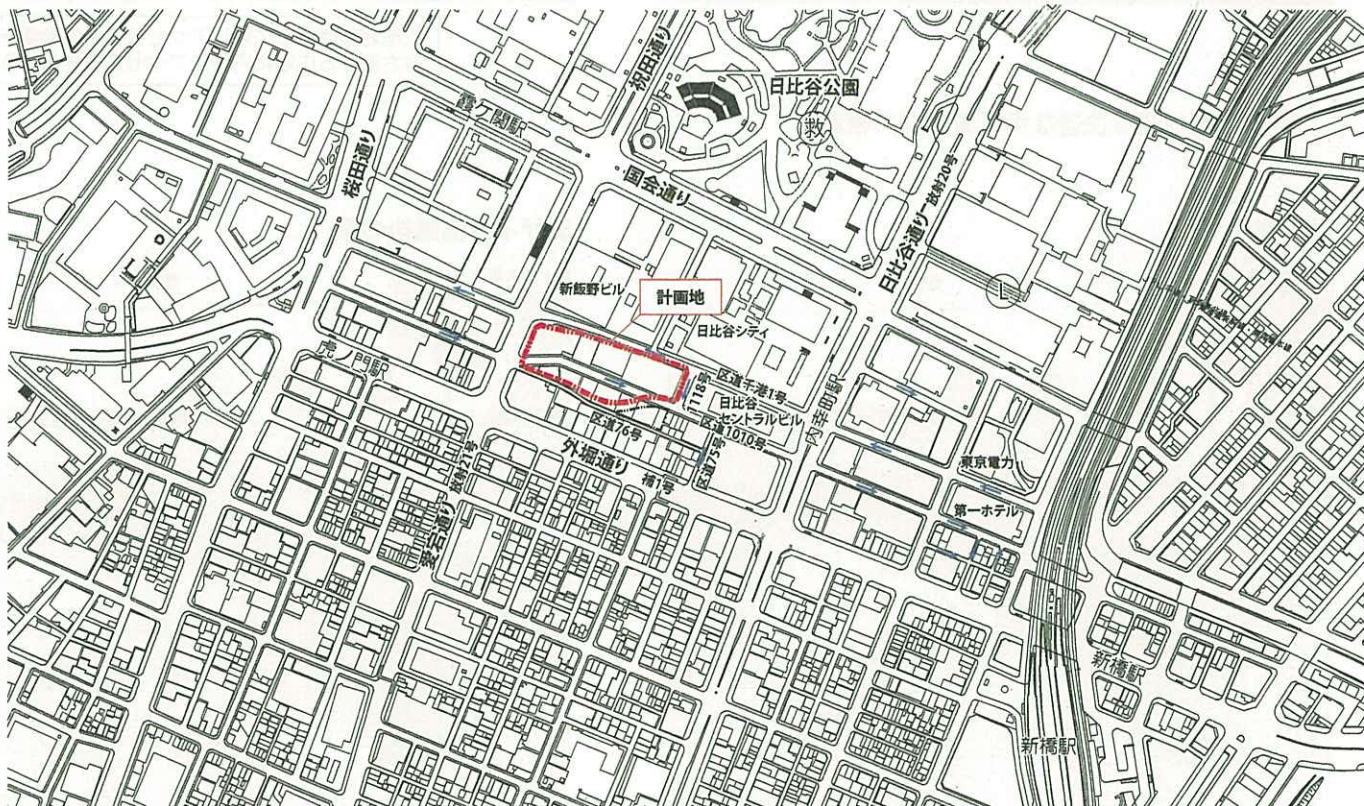 祝田通り
日比谷公園
救
霞ケ関駅
桜田通り
国会通り
日比谷通り－放射20号
L
新飯野ビル
計画地
日比谷シティ
虎ノ門駅
区道千港1号
1118号
日比谷
セントラルビル
区道1010号
内幸町駅
区道76号
外堀通り
補1号
区道75号
放射21号
愛宕通り
東京電力
第一ホテル
新橋駅
新橋駅